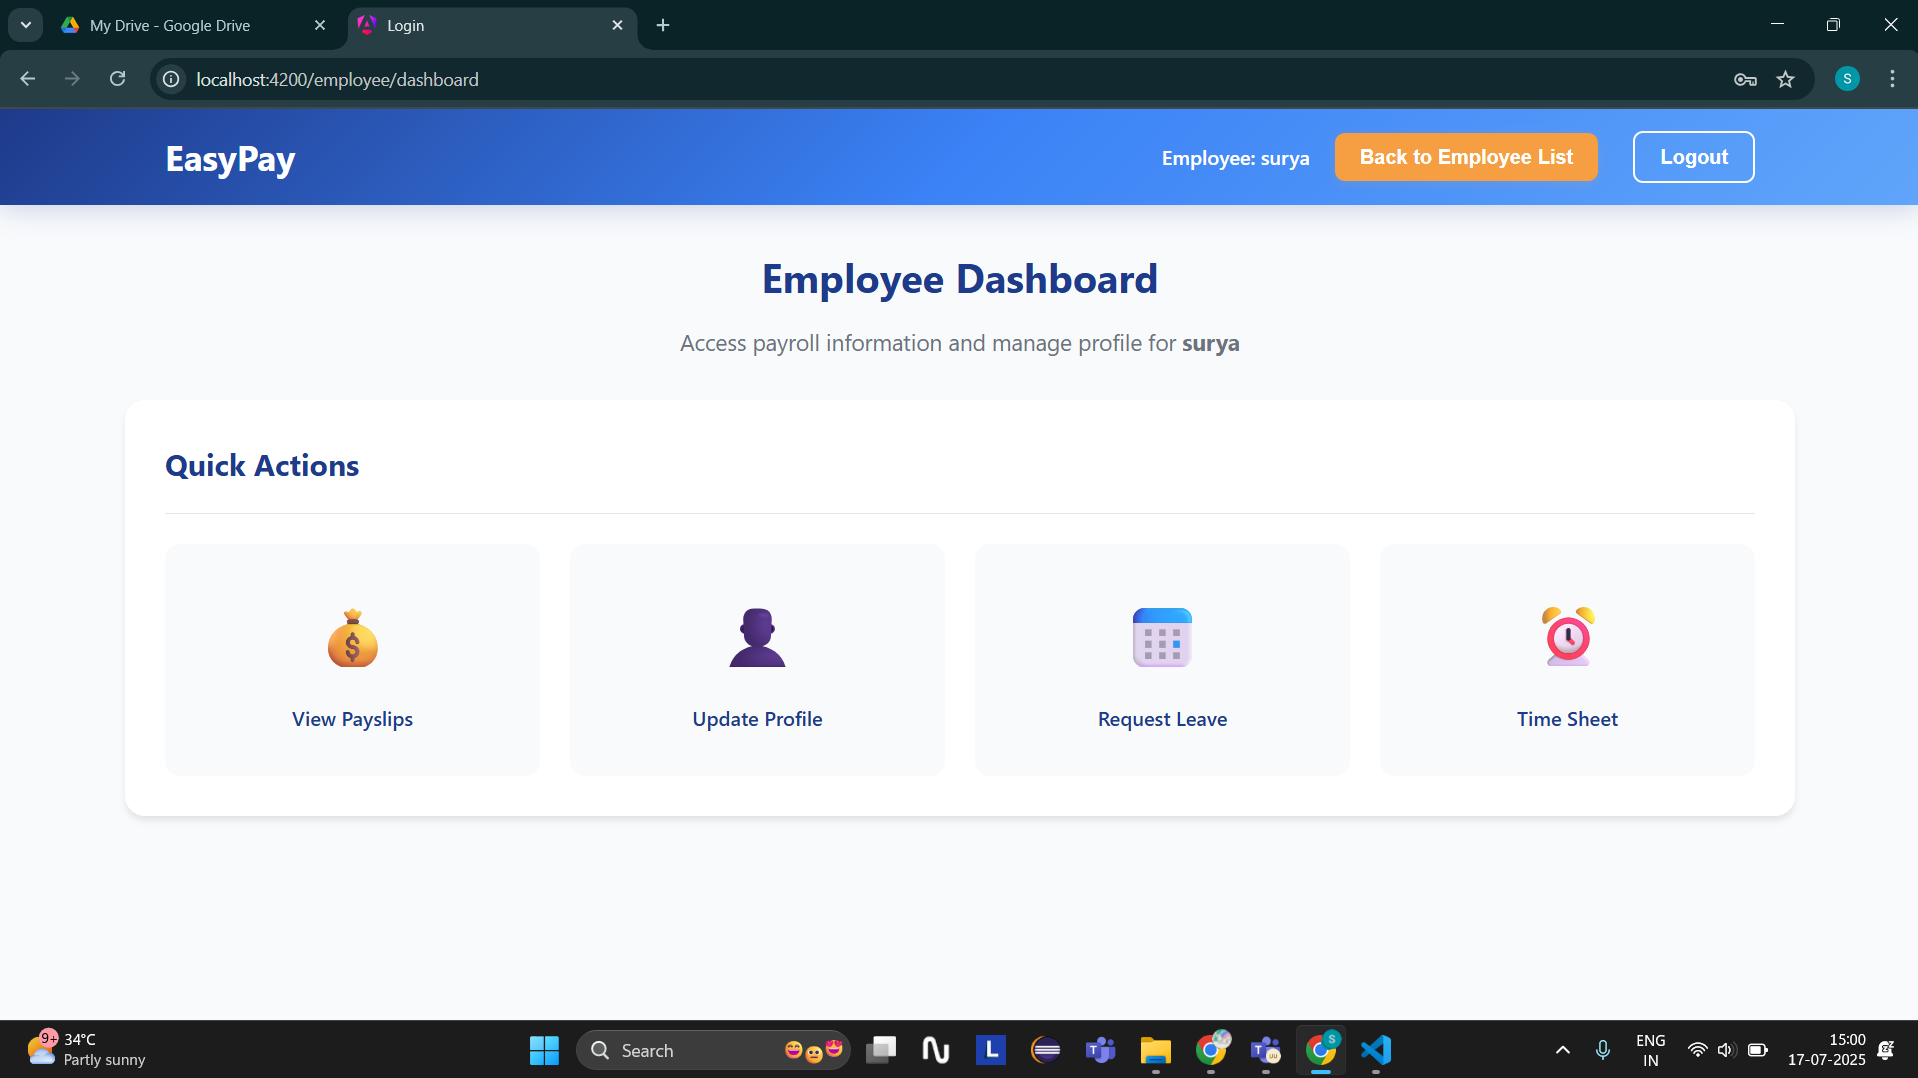 My Drive - Google Drive
Login
localhost:4200/employee/dashboard
S
EasyPay
Employee: surya
Back to Employee List
Logout
Employee Dashboard
Access payroll information and manage profile for surya
Quick Actions
$
View Payslips
Update Profile
Request Leave
Time Sheet
9+
34°C
Partly sunny
Search
L
T
T
S
ENG
IN
15:00
17-07-2025